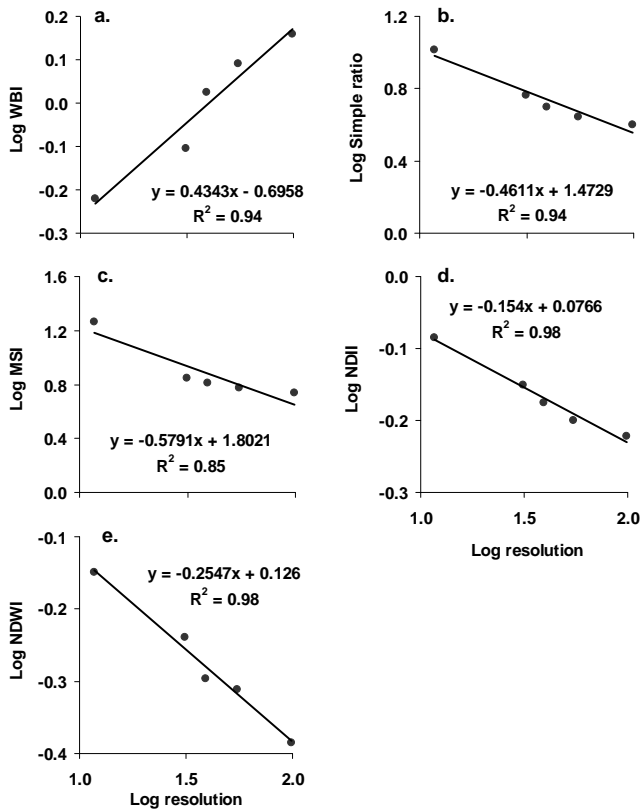 a.
0.2
0.1
0.0
-0.1
-0.2
-0.3
Log WBI
y = 0.4343x - 0.6958
R² = 0.94
b.
1.2
0.8
0.4
0.0
Log Simple ratio
y = -0.4611x + 1.4729
R² = 0.94
c.
1.6
1.2
0.8
0.4
0.0
Log MSI
y = -0.5791x + 1.8021
R² = 0.85
d.
0.0
-0.1
-0.2
-0.3
Log NDII
y = -0.154x + 0.0766
R² = 0.98
1.0 1.5 2.0
Log resolution
e.
-0.1
-0.2
-0.3
-0.4
Log NDWI
y = -0.2547x + 0.126
R² = 0.98
1.0 1.5 2.0
Log resolution